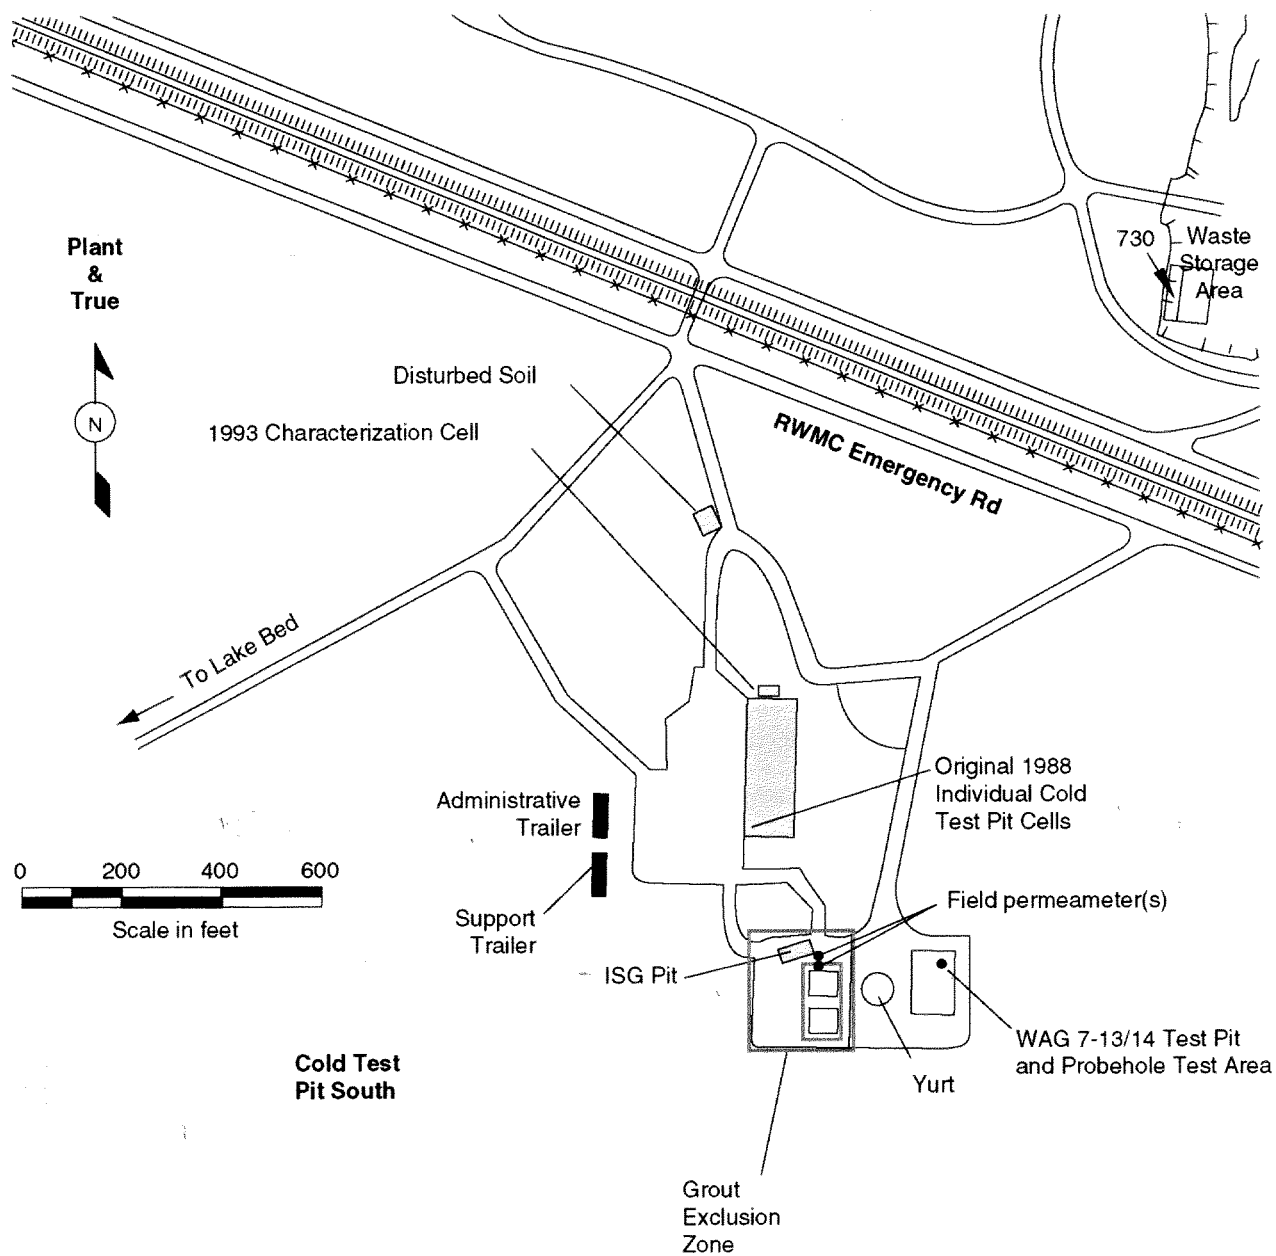 Plant
&
True
N
730
Waste
Storage
Area
Disturbed Soil
1993 Characterization Cell
RWMC Emergency Rd
To Lake Bed
Original 1988
Individual Cold
Test Pit Cells
Administrative
Trailer
0 200 400 600
Scale in feet
Support
Trailer
Field permeameter(s)
ISG Pit
WAG 7-13/14 Test Pit
and Probehole Test Area
Yurt
Cold Test
Pit South
Grout
Exclusion
Zone